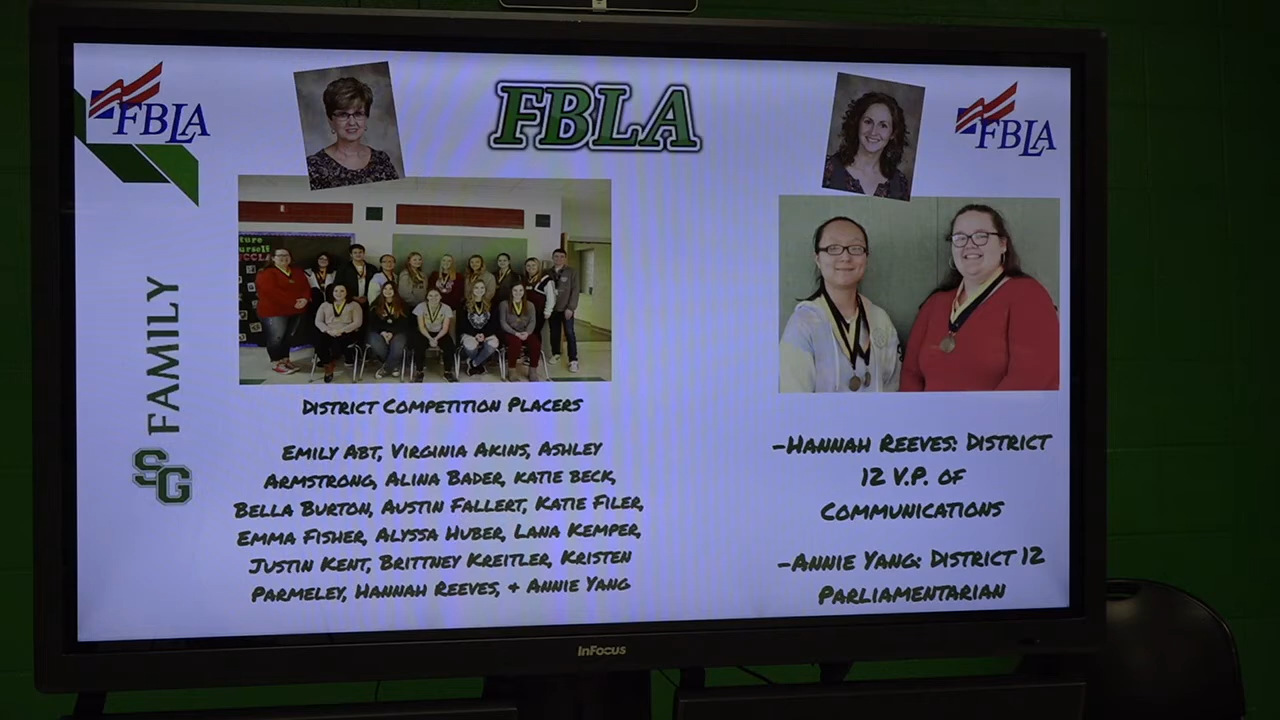 FBLA
FBLA
FBLA
FAMILY
SG
DISTRICT COMPETITION PLACERS
EMILY ABT, VIRGINIA AKINS, ASHLEY
ARMSTRONG, ALINA BADER, KATIE BECK,
BELLA BURTON, AUSTIN FALLERT, KATIE FILER,
EMMA FISHER, ALYSSA HUBER, LANA KEMPER,
JUSTIN KENT, BRITTNEY KREITLER, KRISTEN
PARMELEY, HANNAH REEVES, + ANNIE YANG
-HANNAH REEVES: DISTRICT
12 V.P. OF
COMMUNICATIONS
-ANNIE YANG: DISTRICT 12
PARLIAMENTARIAN
InFocus